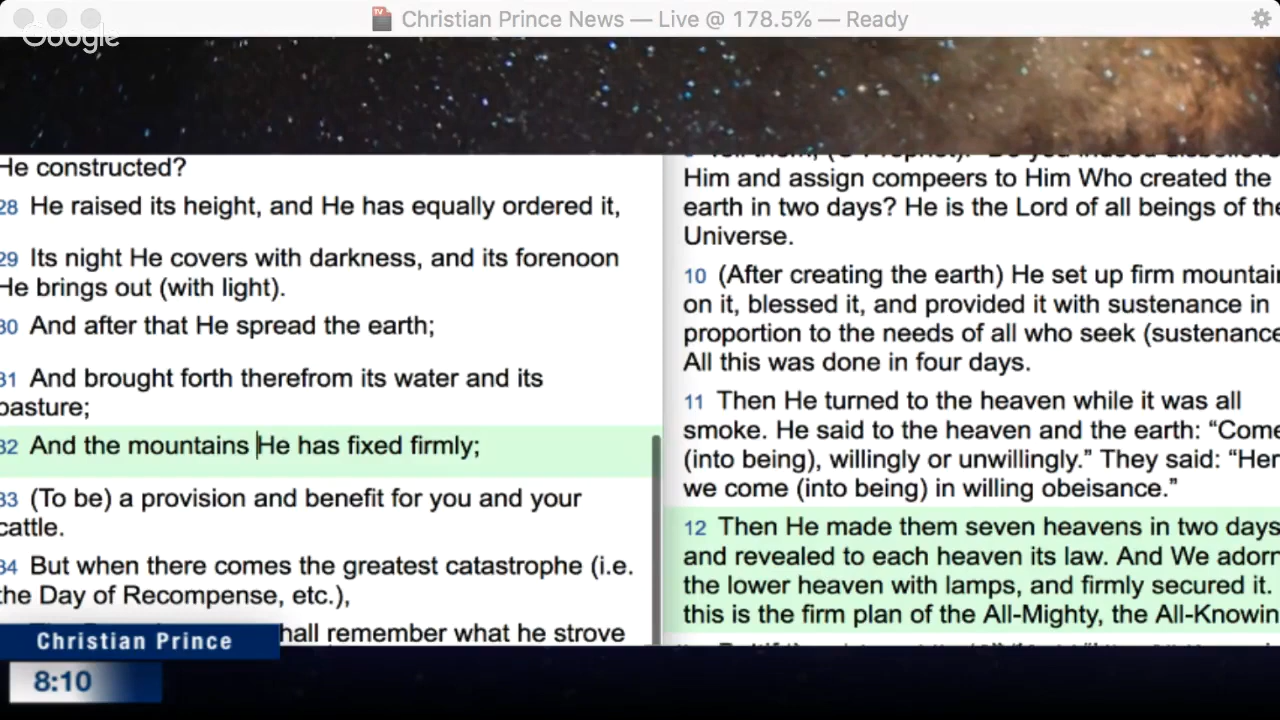 Christian Prince News — Live @ 178.5% — Ready
Google
He constructed?
28 He raised its height, and He has equally ordered it,
29 Its night He covers with darkness, and its forenoon
He brings out (with light).
30 And after that He spread the earth;
31 And brought forth therefrom its water and its
pasture;
32 And the mountains He has fixed firmly;
33 (To be) a provision and benefit for you and your
cattle.
34 But when there comes the greatest catastrophe (i.e.
the Day of Recompense, etc.),
hall remember what he strove
Him and assign compeers to Him Who created the
earth in two days? He is the Lord of all beings of the
Universe.
10 (After creating the earth) He set up firm mountain
on it, blessed it, and provided it with sustenance in
proportion to the needs of all who seek (sustenance
All this was done in four days.
11 Then He turned to the heaven while it was all
smoke. He said to the heaven and the earth: “Come
(into being), willingly or unwillingly.” They said: “Her
we come (into being) in willing obeisance.”
12 Then He made them seven heavens in two days
and revealed to each heaven its law. And We adorn
the lower heaven with lamps, and firmly secured it.
this is the firm plan of the All-Mighty, the All-Knowin
Christian Prince
8:10